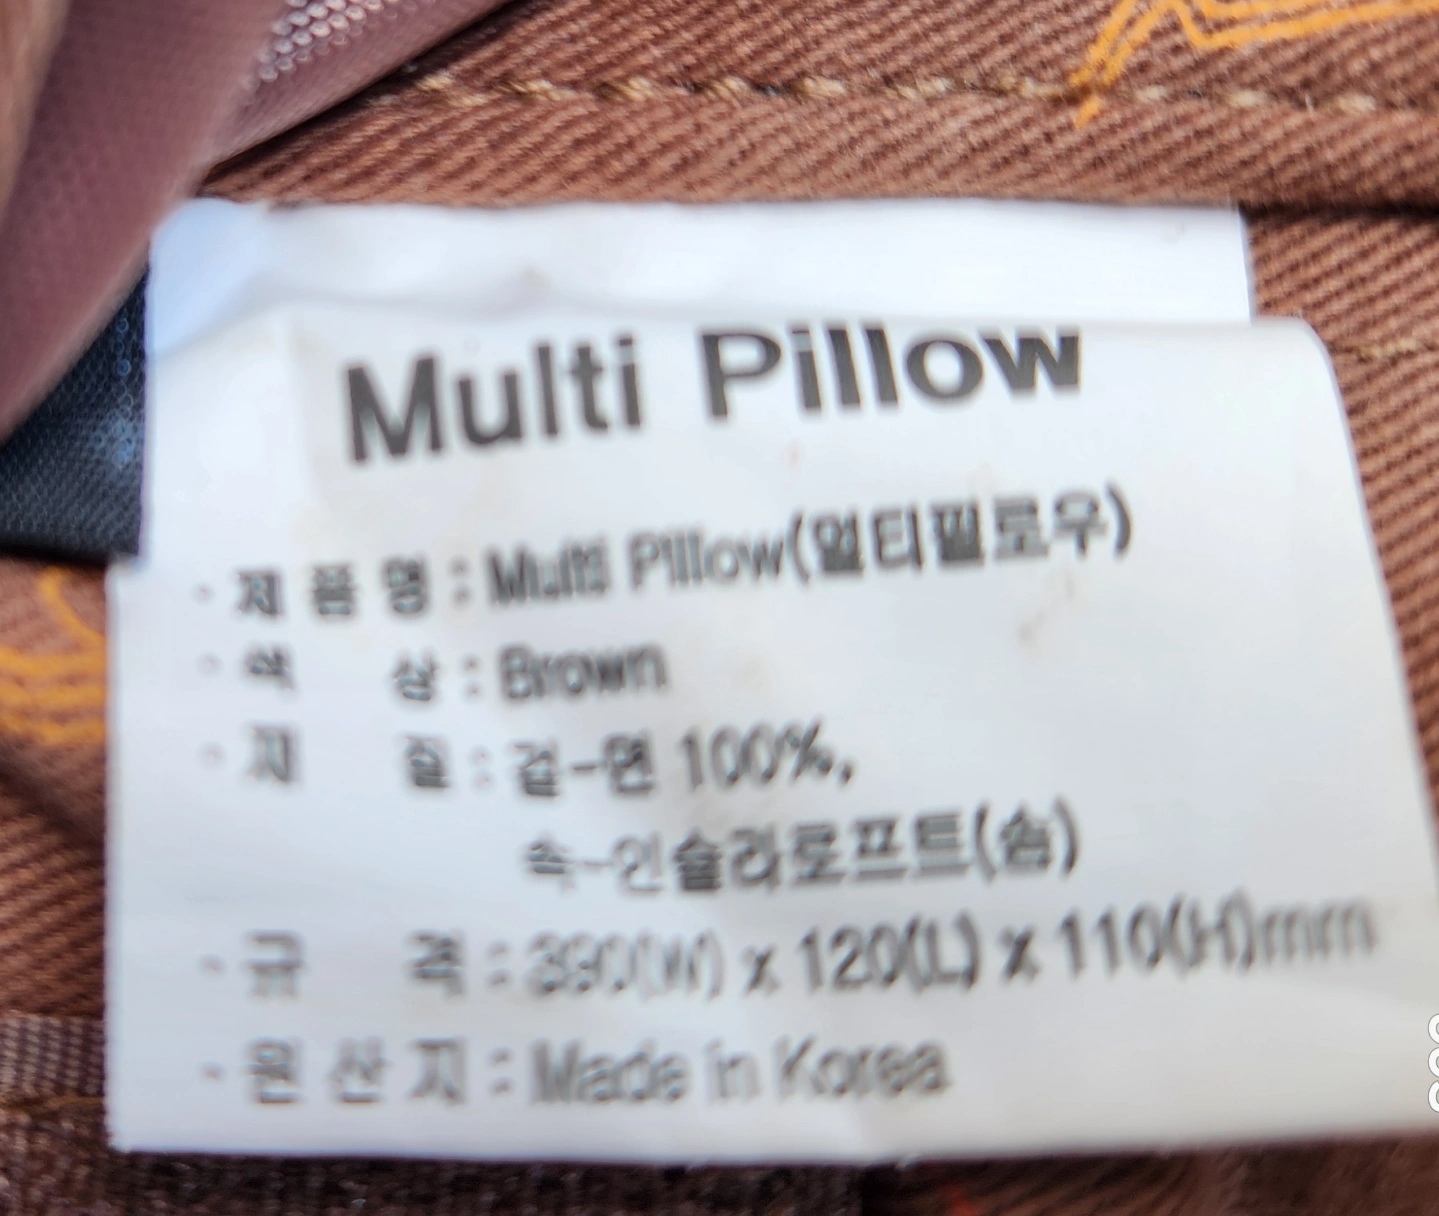 Multi Pillow
· 제 품 명 : Multi Pillow(멀티필로우)
· 색 상 : Brown
· 재 질 : 겉-면 100%,
속-인슐라로프트(솜)
· 규 격 : 390(W) x 120(L) x 110(H)mm
· 원 산 지 : Made in Korea